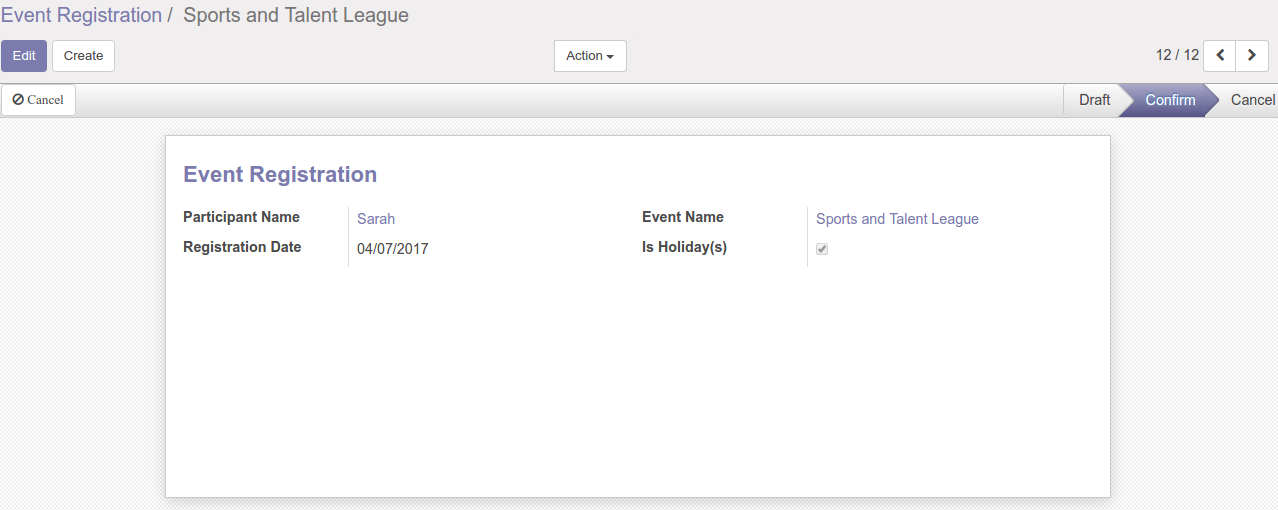 Event Registration / Sports and Talent League
Edit Create Action 12 / 12
Cancel Draft Confirm Cancel
Event Registration
Participant Name Sarah Event Name Sports and Talent League
Registration Date 04/07/2017 Is Holiday(s)